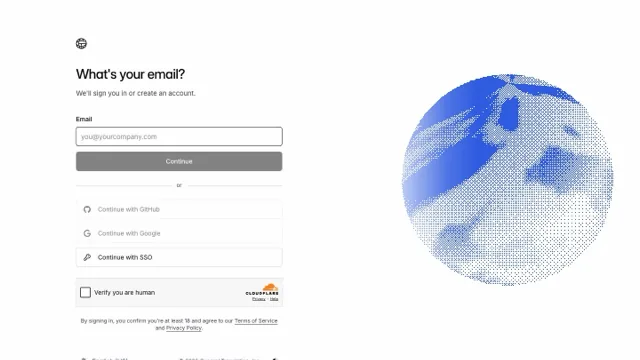 What's your email?
We'll sign you in or create an account.
Email
you@yourcompany.com
Continue
or
Continue with GitHub
Continue with Google
Continue with SSO
Verify you are human
CLOUDFLARE
Privacy • Help
By signing in, you confirm you're at least 18 and agree to our Terms of Service
and Privacy Policy.